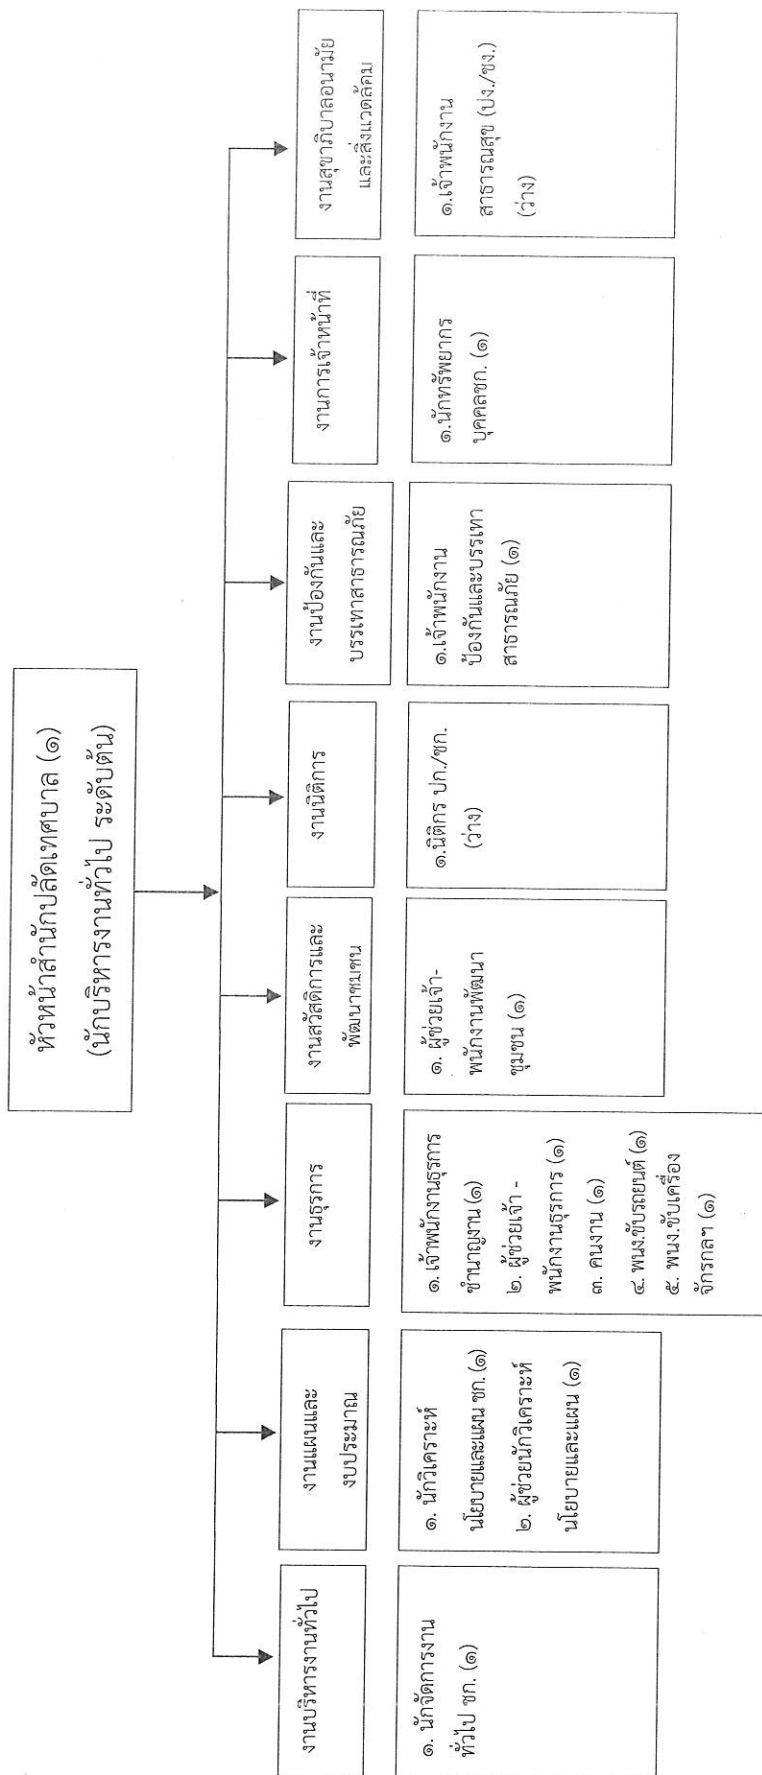 หัวหน้าสำนักปลัดเทศบาล (๑)
(นักบริหารงานทั่วไป ระดับต้น)
งานบริหารงานทั่วไป
๑. นักจัดการงาน
ทั่วไป ชก. (๑)
งานแผนและ
งบประมาณ
๑. นักวิเคราะห์
นโยบายและแผน ชก. (๑)
๒. ผู้ช่วยนักวิเคราะห์
นโยบายและแผน (๑)
งานธุรการ
๑. เจ้าพนักงานธุรการ
ชำนาญงาน (๑)
๒. ผู้ช่วยเจ้า -
พนักงานธุรการ (๑)
๓. คนงาน (๑)
๔. พนง.ขับรถยนต์ (๑)
๕. พนง.ขับเครื่อง
จักรกลฯ (๑)
งานสวัสดิการและ
พัฒนาชุมชน
๑. ผู้ช่วยเจ้า-
พนักงานพัฒนา
ชุมชน (๑)
งานนิติการ
๑.นิติกร ปก./ชก.
(ว่าง)
งานป้องกันและ
บรรเทาสาธารณภัย
๑.เจ้าพนักงาน
ป้องกันและบรรเทา
สาธารณภัย (๑)
งานการเจ้าหน้าที่
๑.นักทรัพยากร
บุคคลชก. (๑)
งานสุขาภิบาลอนามัย
และสิ่งแวดล้อม
๑.เจ้าพนักงาน
สาธารณสุข (ปง./ชง.)
(ว่าง)